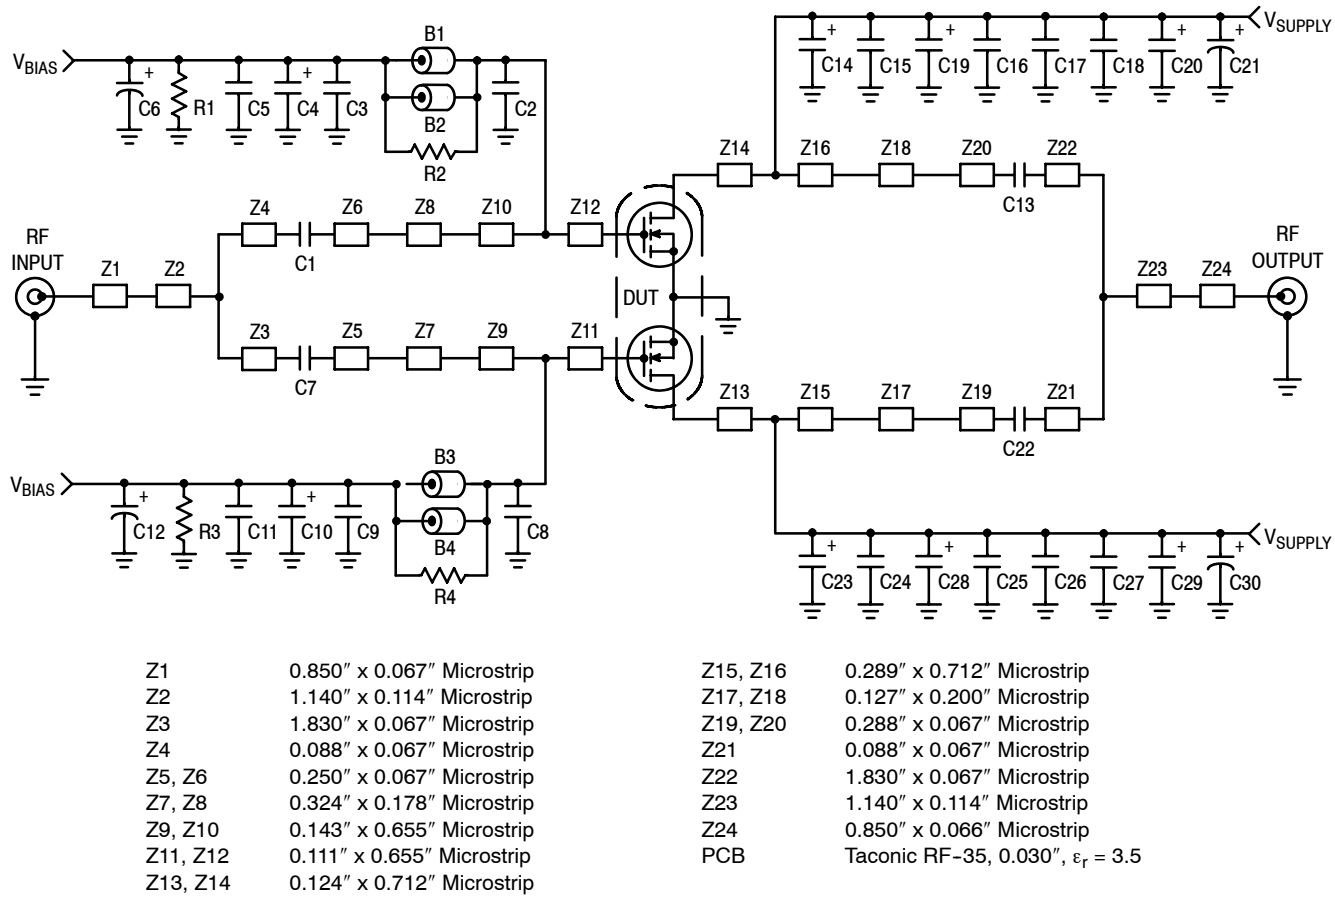 B1
VBIAS
+
+
C6
R1
C5
C4
C3
C2
B2
R2
VSUPPLY
+
+
+
+
C14
C15
C19
C16
C17
C18
C20
C21
Z14
Z16
Z18
Z20
Z22
C13
Z4
Z6
Z8
Z10
Z12
C1
RF
INPUT
Z1
Z2
DUT
RF
OUTPUT
Z23
Z24
Z3
Z5
Z7
Z9
Z11
C7
Z13
Z15
Z17
Z19
Z21
C22
B3
VBIAS
+
+
C12
R3
C11
C10
C9
C8
B4
R4
VSUPPLY
+
+
+
+
C23
C24
C28
C25
C26
C27
C29
C30
Z1 0.850″ x 0.067″ Microstrip
Z2 1.140″ x 0.114″ Microstrip
Z3 1.830″ x 0.067″ Microstrip
Z4 0.088″ x 0.067″ Microstrip
Z5, Z6 0.250″ x 0.067″ Microstrip
Z7, Z8 0.324″ x 0.178″ Microstrip
Z9, Z10 0.143″ x 0.655″ Microstrip
Z11, Z12 0.111″ x 0.655″ Microstrip
Z13, Z14 0.124″ x 0.712″ Microstrip
Z15, Z16 0.289″ x 0.712″ Microstrip
Z17, Z18 0.127″ x 0.200″ Microstrip
Z19, Z20 0.288″ x 0.067″ Microstrip
Z21 0.088″ x 0.067″ Microstrip
Z22 1.830″ x 0.067″ Microstrip
Z23 1.140″ x 0.114″ Microstrip
Z24 0.850″ x 0.066″ Microstrip
PCB Taconic RF-35, 0.030″, εr = 3.5